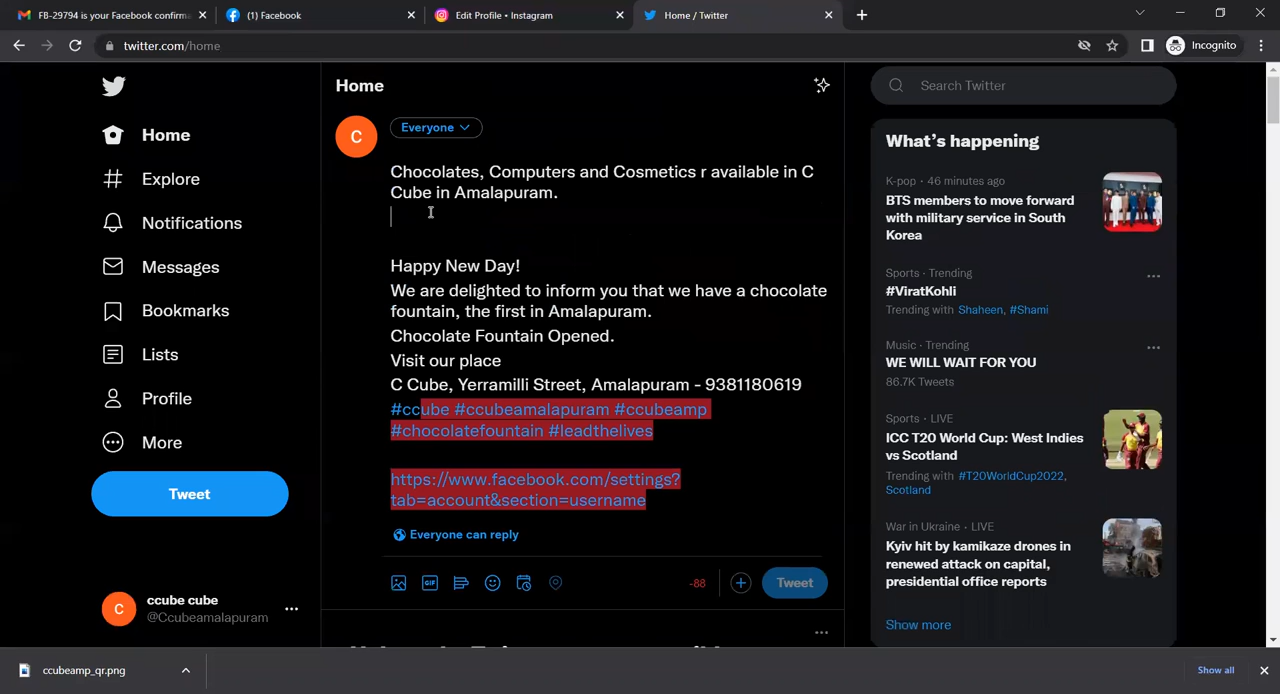 FB-29794 is your Facebook confirma
(1) Facebook
Edit Profile • Instagram
Home / Twitter
twitter.com/home
Incognito
Home
Explore
Notifications
Messages
Bookmarks
Lists
Profile
More
Tweet
C
ccube cube
@Ccubeamalapuram
Home
C
Everyone
Chocolates, Computers and Cosmetics r available in C
Cube in Amalapuram.
Happy New Day!
We are delighted to inform you that we have a chocolate
fountain, the first in Amalapuram.
Chocolate Fountain Opened.
Visit our place
C Cube, Yerramilli Street, Amalapuram - 9381180619
#ccube #ccubeamalapuram #ccubeamp
#chocolatefountain #leadthelives
https://www.facebook.com/settings?
tab=account&section=username
Everyone can reply
GIF
-88
Tweet
Search Twitter
What's happening
K-pop · 46 minutes ago
BTS members to move forward
with military service in South
Korea
Sports · Trending
#ViratKohli
Trending with Shaheen, #Shami
Music · Trending
WE WILL WAIT FOR YOU
86.7K Tweets
Sports · LIVE
ICC T20 World Cup: West Indies
vs Scotland
Trending with #T20WorldCup2022,
Scotland
War in Ukraine · LIVE
Kyiv hit by kamikaze drones in
renewed attack on capital,
presidential office reports
Show more
ccubeamp_qr.png
Show all